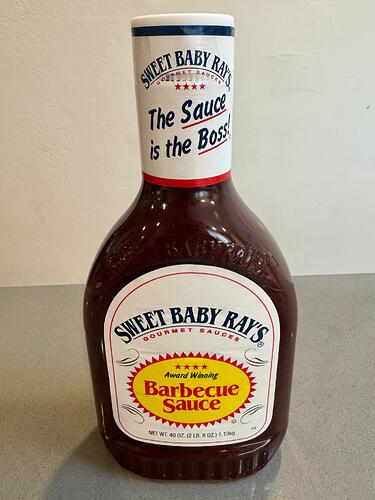 SWEET BABY RAY'S
GOURMET SAUCES
The Sauce
is the Boss!
SWEET BABY RAY'S®
GOURMET SAUCES
Award Winning
Barbecue
Sauce
NET WT. 40 OZ. (2 LB. 8 OZ.) 1.13kg